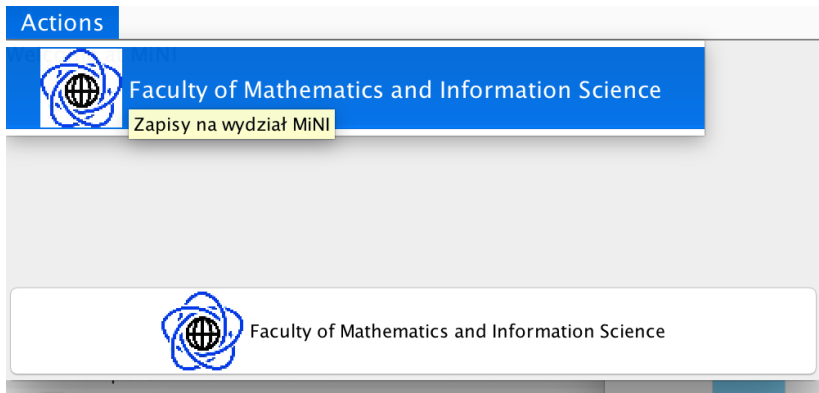 Actions
Faculty of Mathematics and Information Science
Zapisy na wydział MiNI
Faculty of Mathematics and Information Science